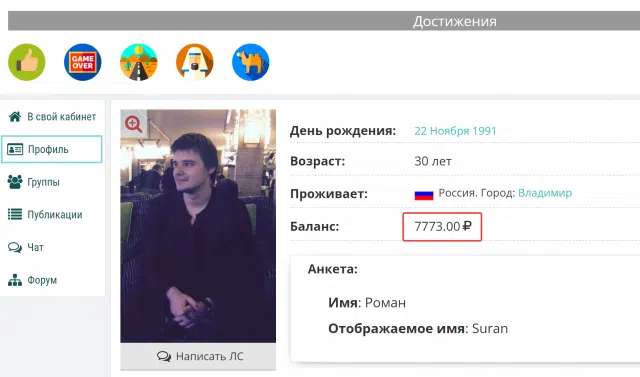 Достижения
GAME OVER
В свой кабинет
Профиль
Группы
Публикации
Чат
Форум
День рождения: 22 Ноября 1991
Возраст: 30 лет
Проживает: Россия. Город: Владимир
Баланс: 7773.00 ₽
Анкета:
Имя: Роман
Отображаемое имя: Suran
Написать ЛС